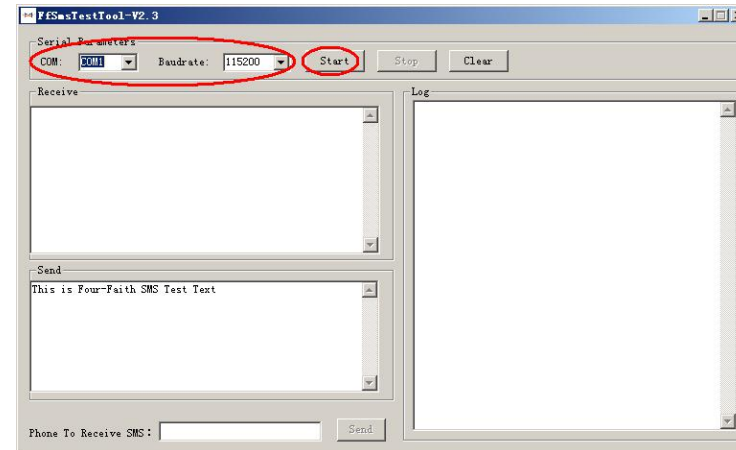 FfSmsTestTool-V2.3
Serial Parameters
COM: COM1 Baudrate: 115200 Start Stop Clear
Receive
Log
Send
This is Four-Faith SMS Test Text
Phone To Receive SMS: Send